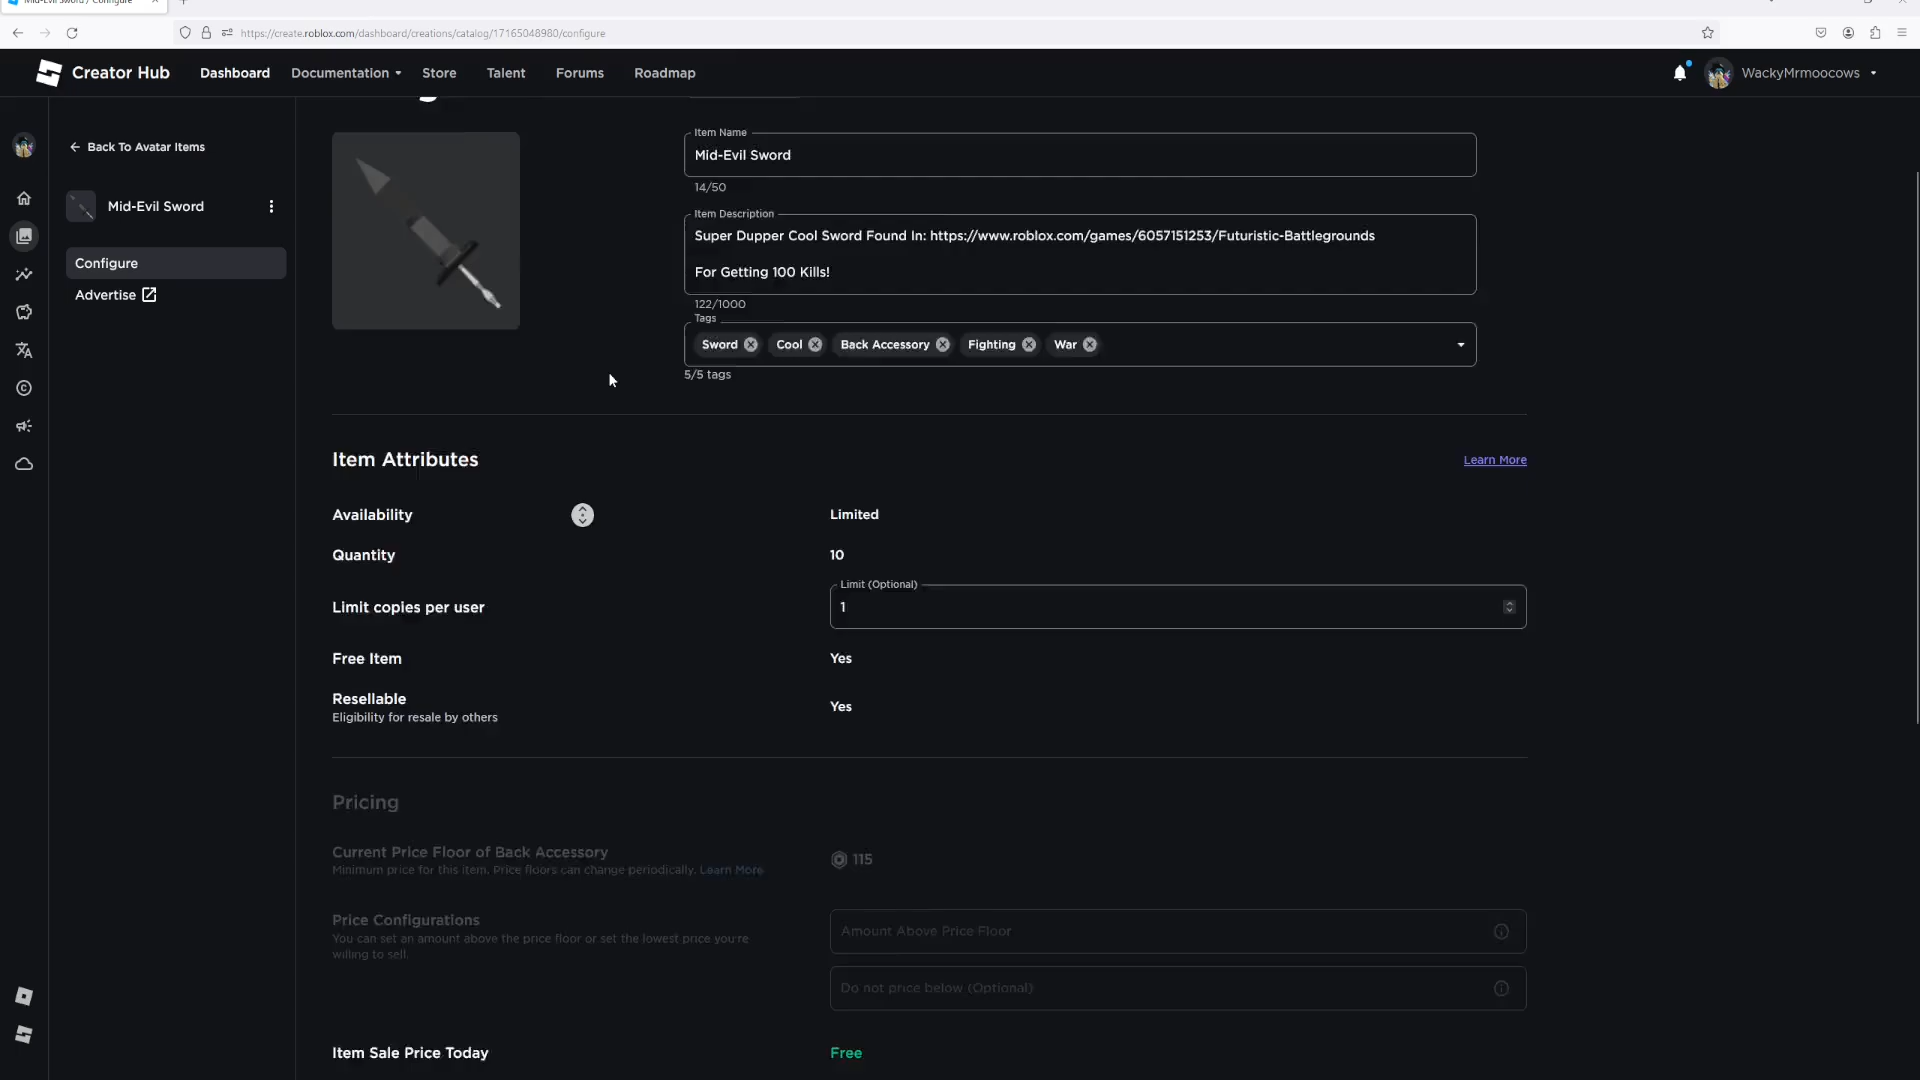 Mid-Evil Sword / Configure
https://create.roblox.com/dashboard/creations/catalog/17165048980/configure
Creator Hub
Dashboard
Documentation
Store
Talent
Forums
Roadmap
WackyMrmoocows
Back To Avatar Items
Mid-Evil Sword
Configure
Advertise
Item Name
Mid-Evil Sword
14/50
Item Description
Super Dupper Cool Sword Found In: https://www.roblox.com/games/6057151253/Futuristic-Battlegrounds
For Getting 100 Kills!
122/1000
Tags
Sword
Cool
Back Accessory
Fighting
War
5/5 tags
Item Attributes
Learn More
Availability
Limited
Quantity
10
Limit copies per user
Limit (Optional)
1
Free Item
Yes
Resellable
Eligibility for resale by others
Yes
Pricing
Current Price Floor of Back Accessory
Minimum price for this item. Price floors can change periodically. Learn More
115
Price Configurations
You can set an amount above the price floor or set the lowest price you're
willing to sell.
Amount Above Price Floor
Do not price below (Optional)
Item Sale Price Today
Free